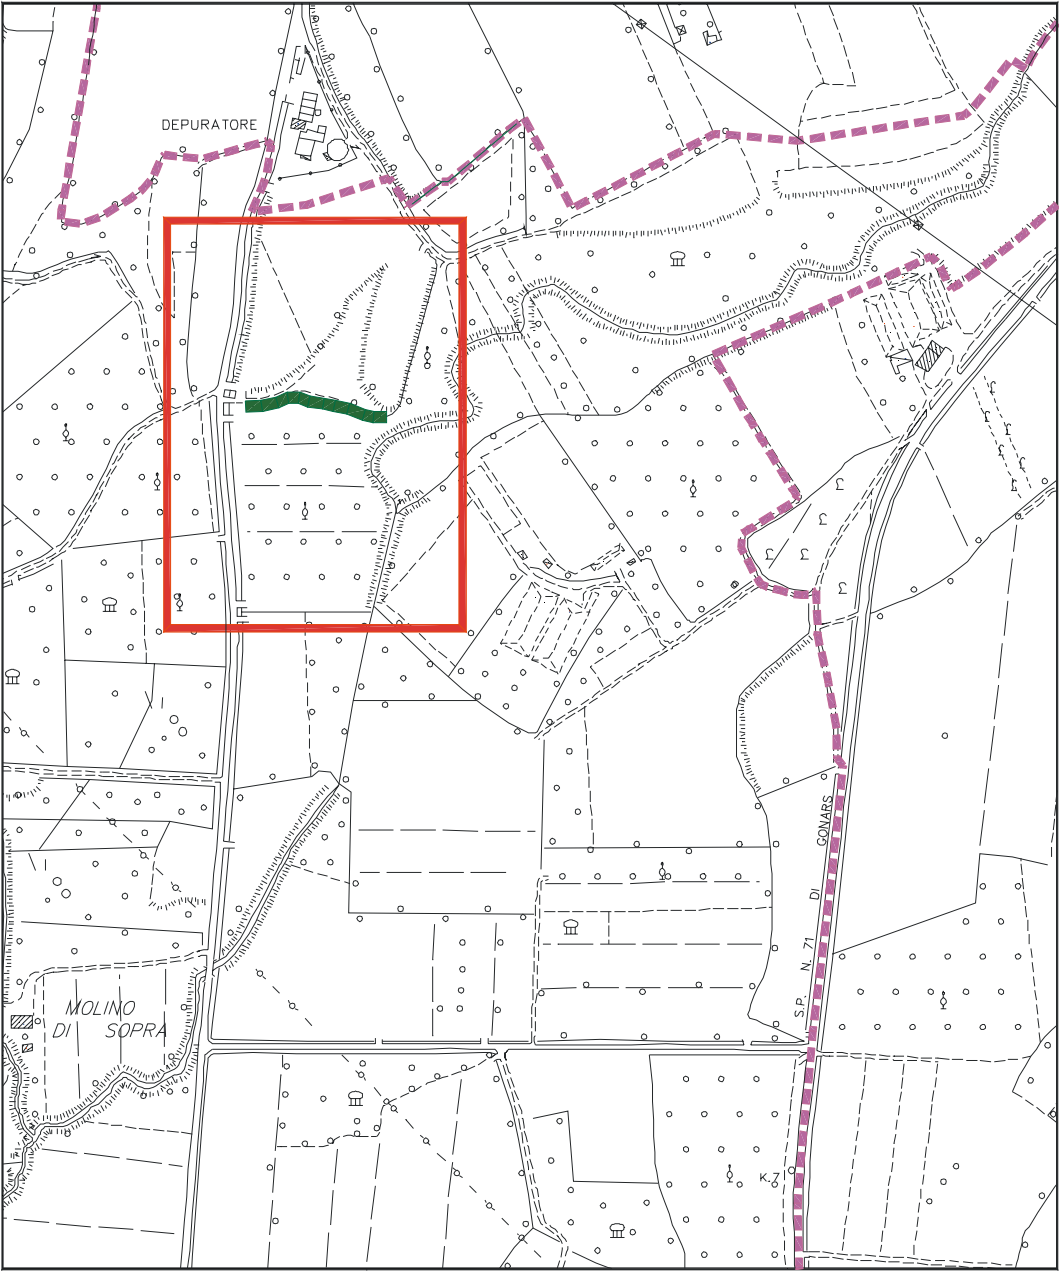 DEPURATORE
S.P. N. 71 DI GONARS
MOLINO
DI SOPRA
K.7